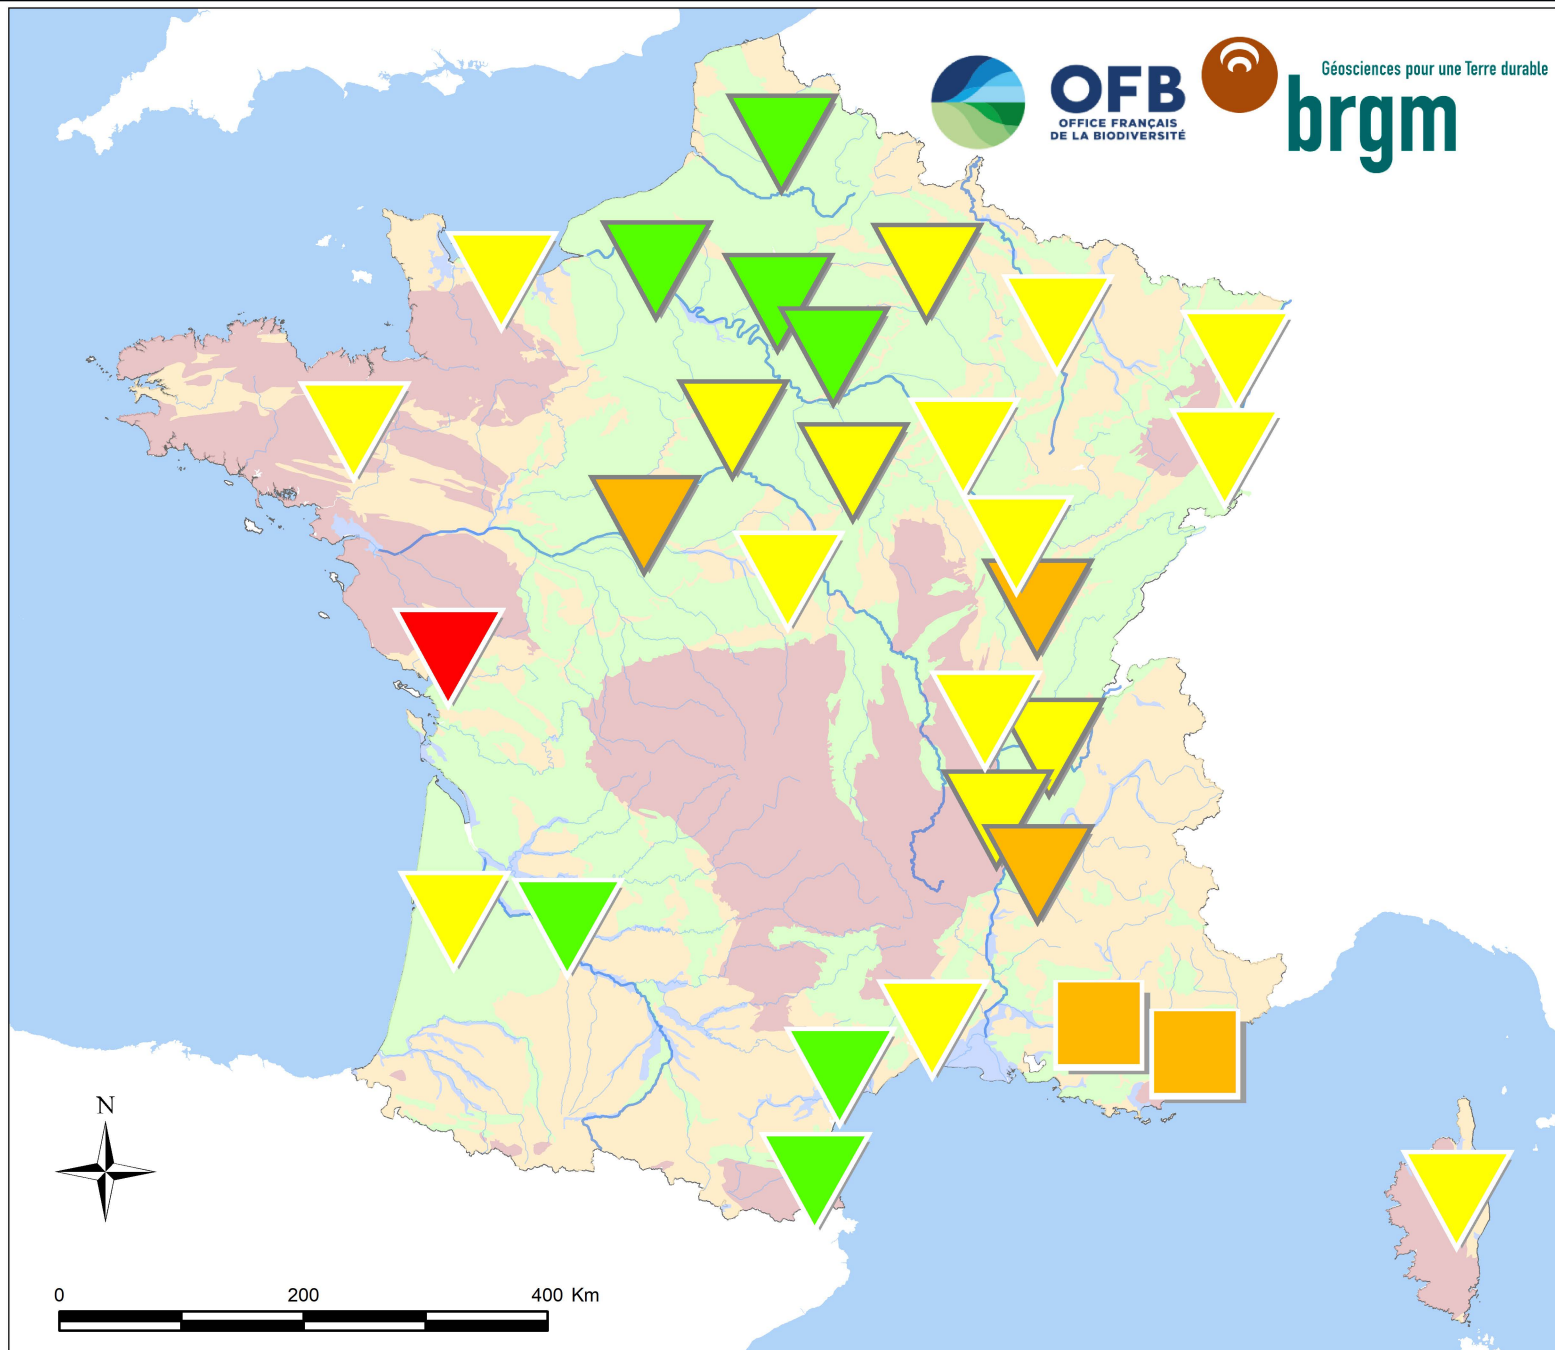 OFB
OFFICE FRANÇAIS
DE LA BIODIVERSITÉ
Géosciences pour une Terre durable
brgm
N
0 200 400 Km